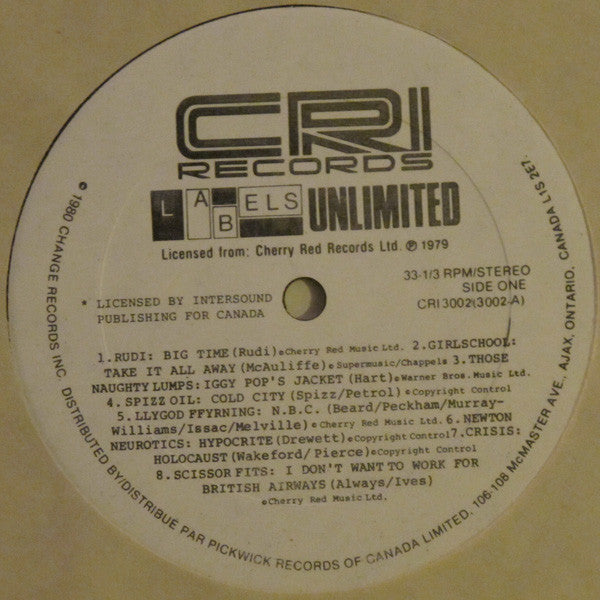 CRI
RECORDS
LABELS UNLIMITED
Licensed from: Cherry Red Records Ltd. ℗ 1979
33-1/3 RPM/STEREO
SIDE ONE
CRI 3002(3002-A)
* LICENSED BY INTERSOUND
PUBLISHING FOR CANADA
1.RUDI: BIG TIME(Rudi)⊕Cherry Red Music Ltd. 2.GIRLSCHOOL:
TAKE IT ALL AWAY(McAuliffe)⊕Supermusic/Chappels 3.THOSE
NAUGHTY LUMPS:IGGY POP'S JACKET(Hart)⊕Warner Bros.Music Ltd.
4.SPIZZ OIL: COLD CITY(Spizz/Petrol)⊕Copyright Control
5.LLYGOD FFYRNING: N.B.C.(Beard/Peckham/Murray-
Williams/Issac/Melville)⊕Cherry Red Music Ltd. 6.NEWTON
NEUROTICS: HYPOCRITE(Drewett)⊕Copyright Control 7.CRISIS:
HOLOCAUST(Wakeford/Pierce)⊕Copyright Control
8.SCISSOR FITS: I DON'T WANT TO WORK FOR
BRITISH AIRWAYS(Always/Ives)
⊕Cherry Red Music Ltd.
© 1980 CHANGE RECORDS INC. DISTRIBUTED BY/DISTRIBUE PAR PICKWICK RECORDS OF CANADA LIMITED, 106-108 McMASTER AVE., AJAX, ONTARIO, CANADA L1S 2E7.